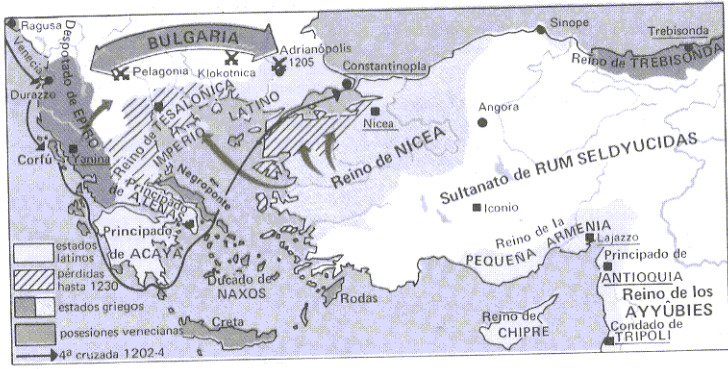 Ragusa
Venecia
Durazzo
Corfú
Despotado de EPIRO
Yanina
BULGARIA
Pelagonia
Klokotnica
Adrianópolis
1205
Constantinopla
Reino de TESALÓNICA
IMPERIO
LATINO
Negroponte
Principado
de ATENAS
Principado
de ACAYA
Ducado de
NAXOS
Creta
Rodas
Nicea
Reino de NICEA
Angora
Sinope
Trebisonda
Reino de TREBISONDA
Sultanato de RUM SELDYUCIDAS
Iconio
Reino de la
PEQUEÑA ARMENIA
Lajazzo
Principado de
ANTIOQUIA
Reino de los
AYYÛBIES
Condado de
TRIPOLI
Reino de
CHIPRE
estados
latinos
pérdidas
hasta 1230
estados griegos
posesiones venecianas
4ª cruzada 1202-4